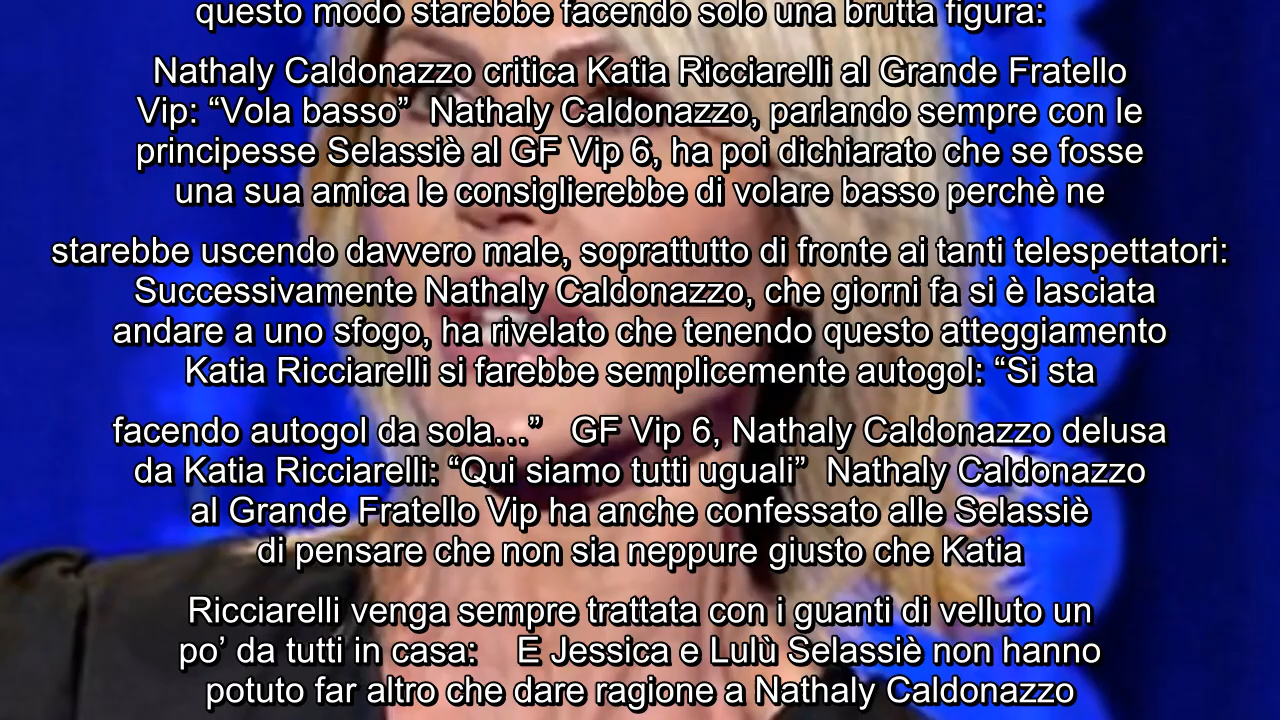 questo modo starebbe facendo solo una brutta figura:
Nathaly Caldonazzo critica Katia Ricciarelli al Grande Fratello
Vip: “Vola basso”  Nathaly Caldonazzo, parlando sempre con le
principesse Selassiè al GF Vip 6, ha poi dichiarato che se fosse
una sua amica le consiglierebbe di volare basso perchè ne
starebbe uscendo davvero male, soprattutto di fronte ai tanti telespettatori:
Successivamente Nathaly Caldonazzo, che giorni fa si è lasciata
andare a uno sfogo, ha rivelato che tenendo questo atteggiamento
Katia Ricciarelli si farebbe semplicemente autogol: “Si sta
facendo autogol da sola…”   GF Vip 6, Nathaly Caldonazzo delusa
da Katia Ricciarelli: “Qui siamo tutti uguali”  Nathaly Caldonazzo
al Grande Fratello Vip ha anche confessato alle Selassiè
di pensare che non sia neppure giusto che Katia
Ricciarelli venga sempre trattata con i guanti di velluto un
po’ da tutti in casa:    E Jessica e Lulù Selassiè non hanno
potuto far altro che dare ragione a Nathaly Caldonazzo